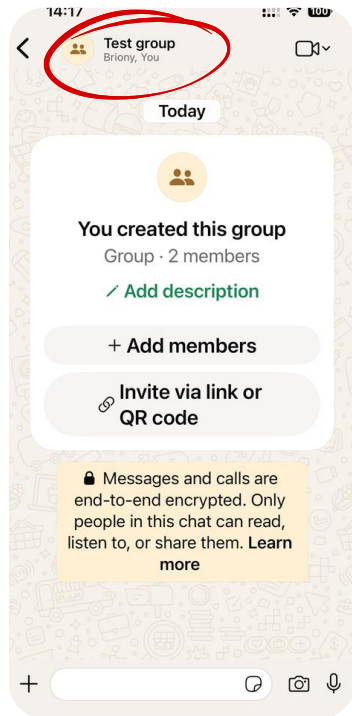 14:17
100
Test group
Briony, You
Today
You created this group
Group · 2 members
Add description
+ Add members
Invite via link or
QR code
Messages and calls are
end-to-end encrypted. Only
people in this chat can read,
listen to, or share them. Learn
more